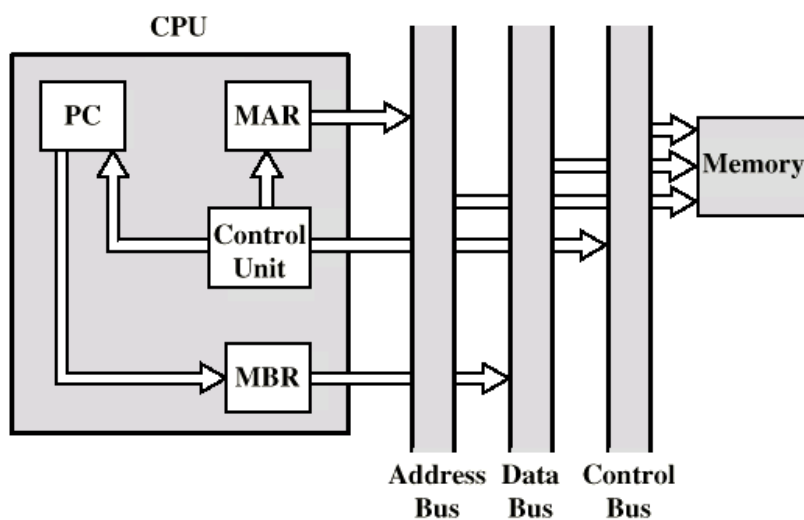 CPU
PC
MAR
Memory
Control
Unit
MBR
Address
Bus
Data
Bus
Control
Bus